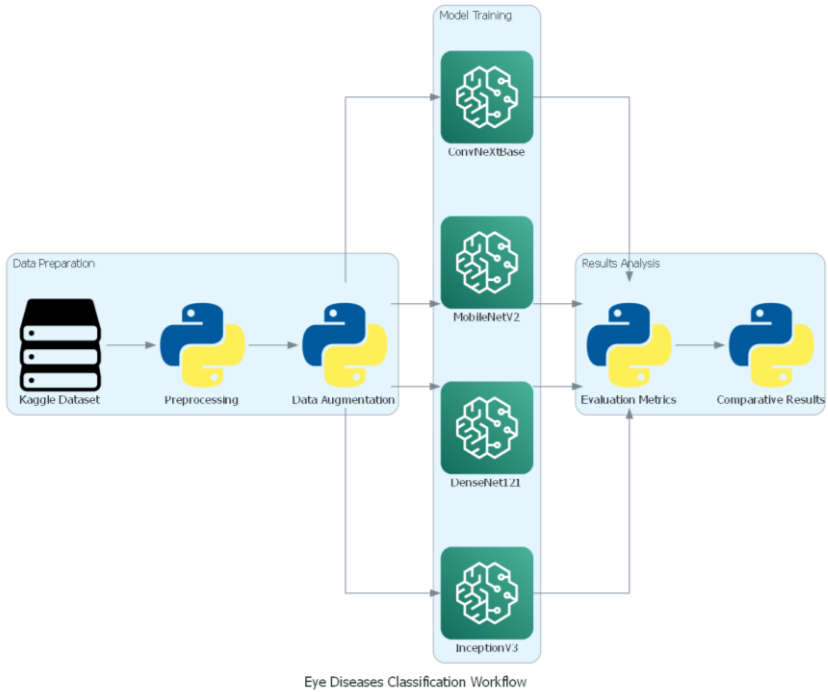 Model Training
ConvNeXtBase
MobileNetV2
DenseNet121
InceptionV3
Data Preparation
Kaggle Dataset
Preprocessing
Data Augmentation
Results Analysis
Evaluation Metrics
Comparative Results
Eye Diseases Classification Workflow